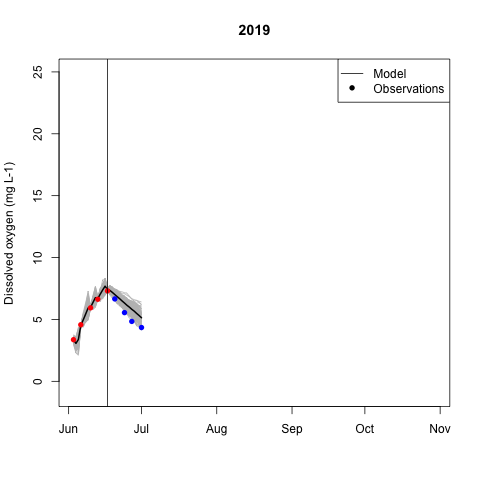 2019
Model
Observations
Dissolved oxygen (mg L-1)
25
20
15
10
5
0
Jun Jul Aug Sep Oct Nov